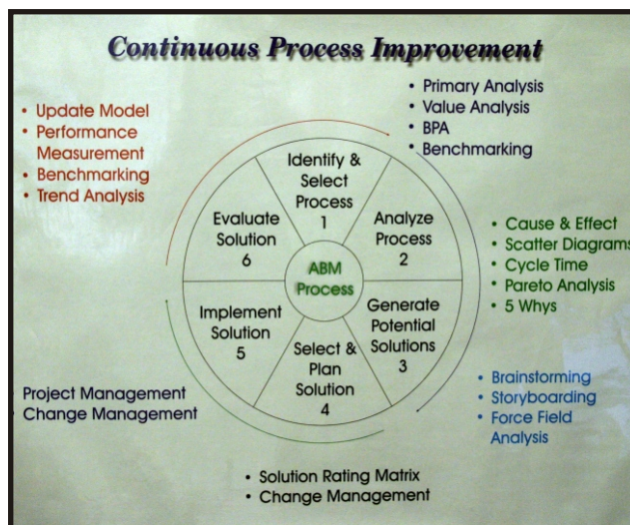 Continuous Process Improvement
• Primary Analysis
• Value Analysis
• BPA
• Benchmarking
• Update Model
• Performance
Measurement
• Benchmarking
• Trend Analysis
Identify &
Select
Process
1
Analyze
Process
2
• Cause & Effect
• Scatter Diagrams
• Cycle Time
• Pareto Analysis
• 5 Whys
Generate
Potential
Solutions
3
• Brainstorming
• Storyboarding
• Force Field
Analysis
Select &
Plan
Solution
4
• Solution Rating Matrix
• Change Management
Implement
Solution
5
Project Management
• Change Management
Evaluate
Solution
6
ABM
Process